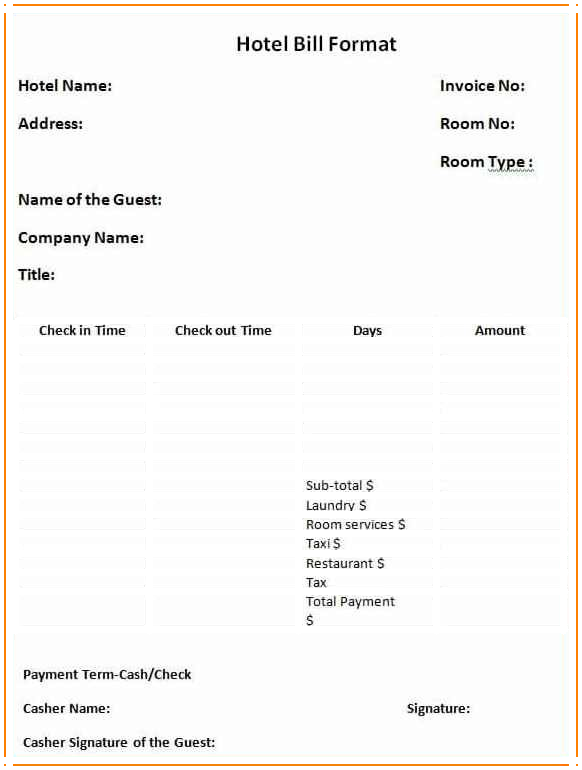 Hotel Bill Format
Hotel Name: Invoice No:
Address: Room No:
Room Type :
Name of the Guest:
Company Name:
Title:
Check in Time Check out Time Days Amount
Sub-total $
Laundry $
Room services $
Taxi $
Restaurant $
Tax
Total Payment
$
Payment Term-Cash/Check
Casher Name: Signature:
Casher Signature of the Guest: